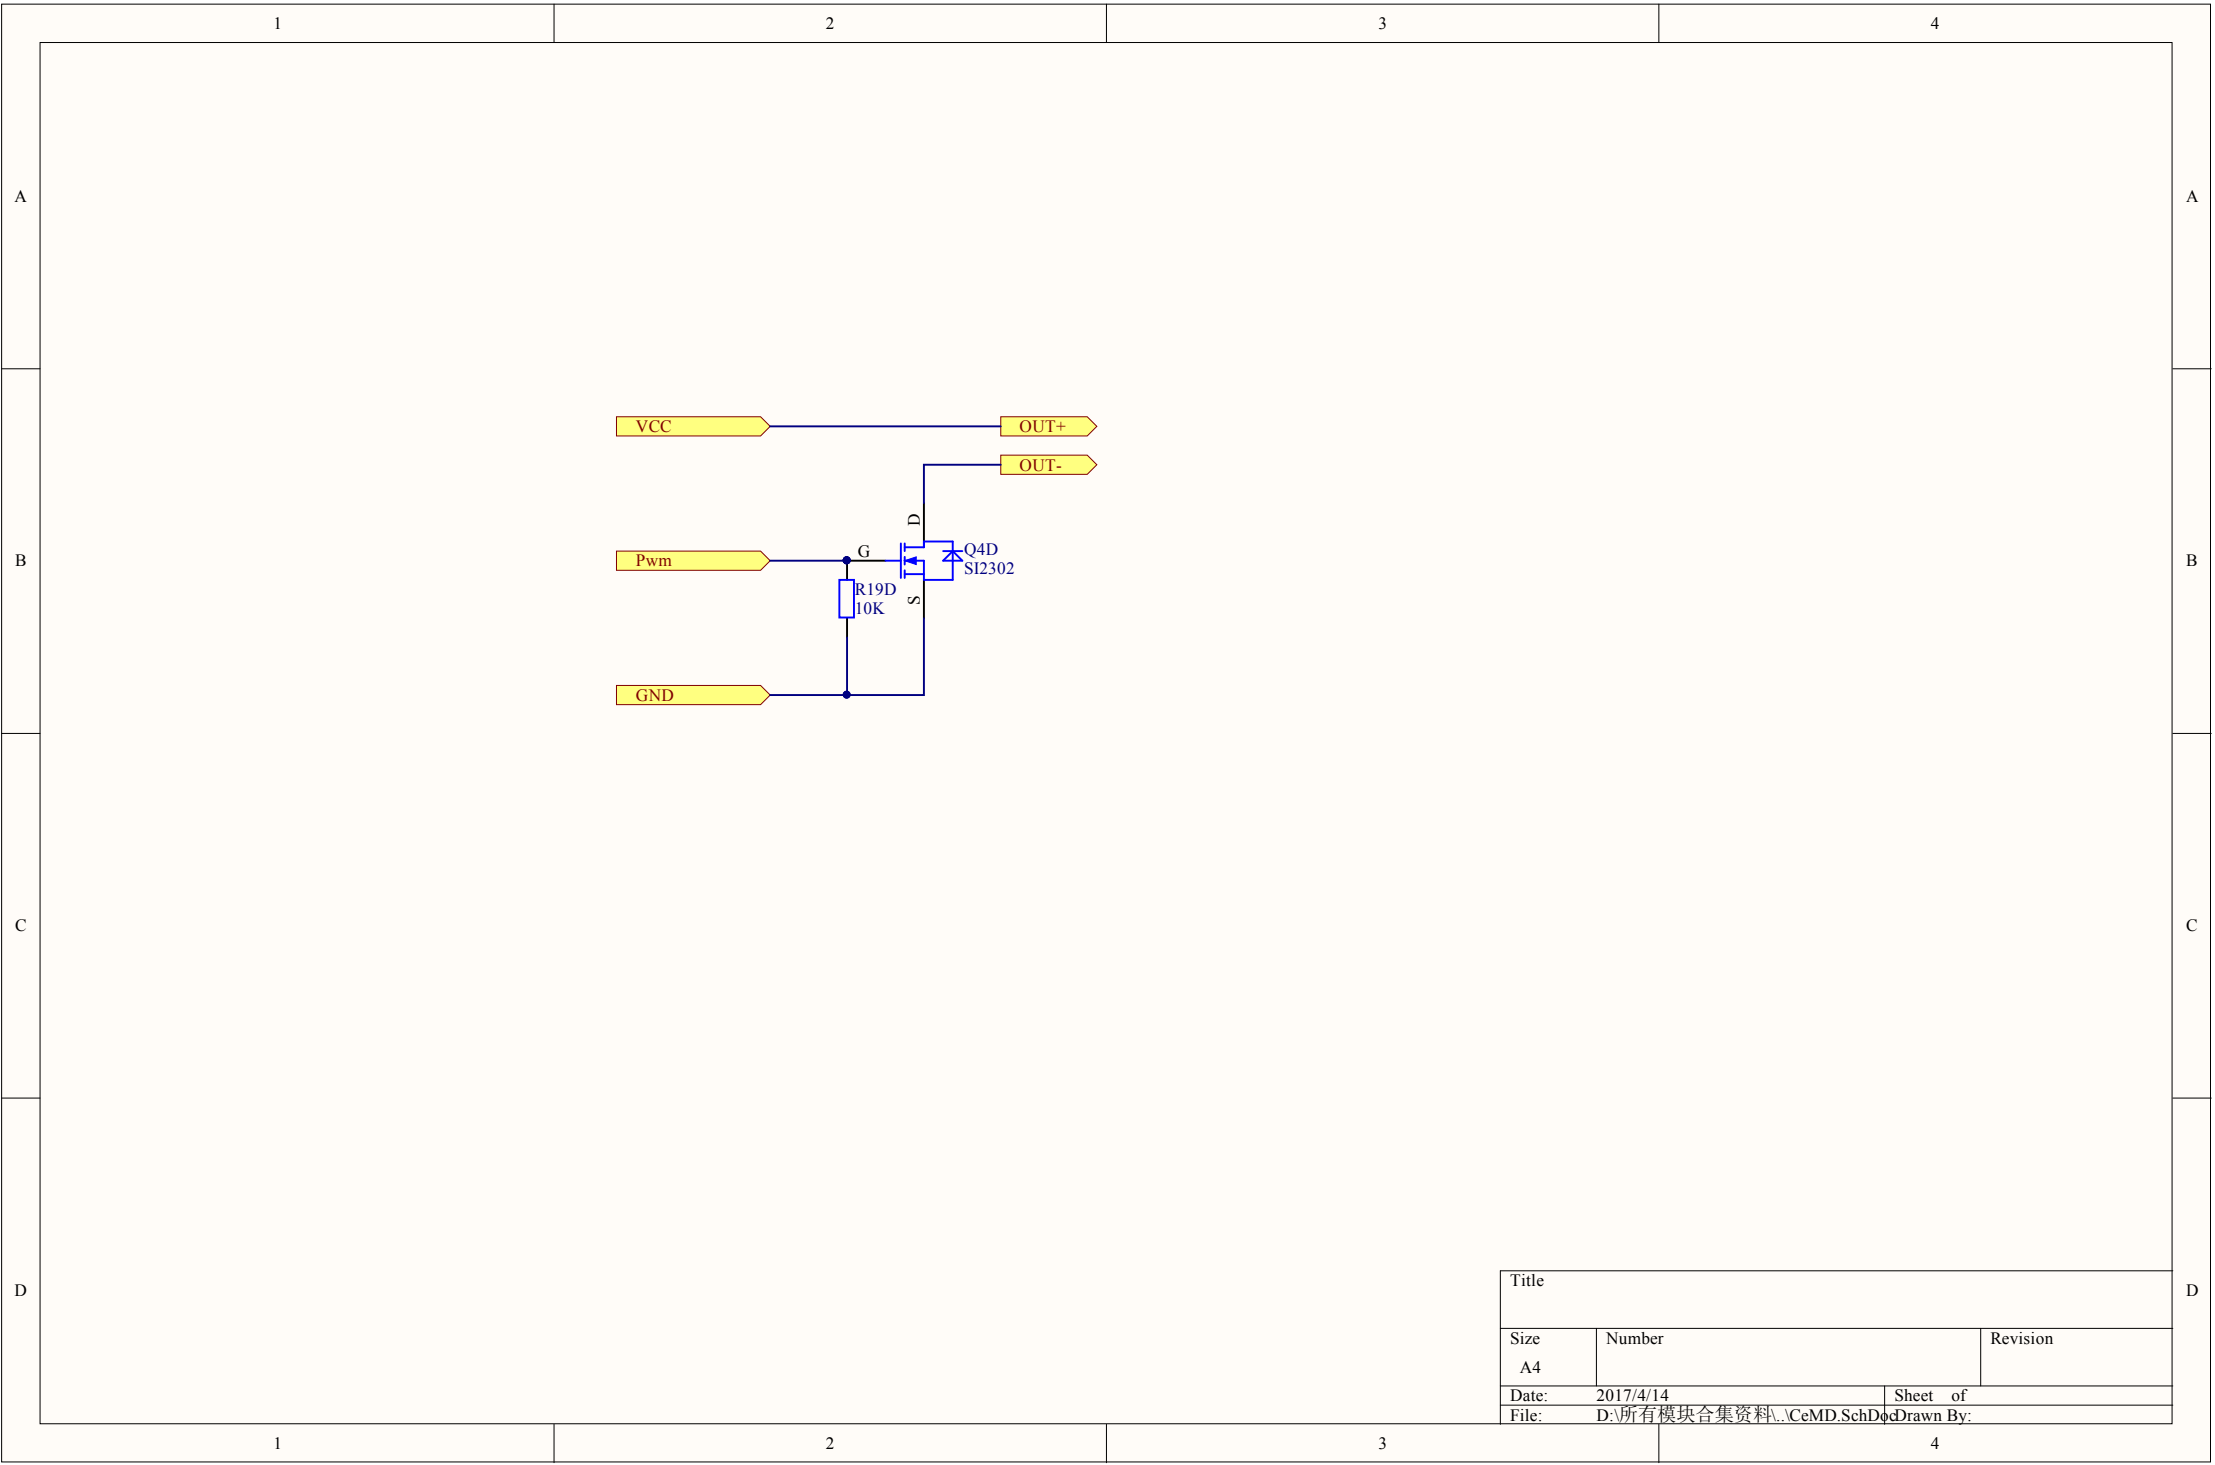 1 2 3 4
A A
VCC OUT+
OUT-
D
B Pwm G Q4D B
SI2302
R19D
10K
S
GND
C C
Title
D D
Size Number Revision
A4
Date: 2017/4/14 Sheet of
File: D:\所有模块合集资料\..\CeMD.SchDoc Drawn By:
1 2 3 4